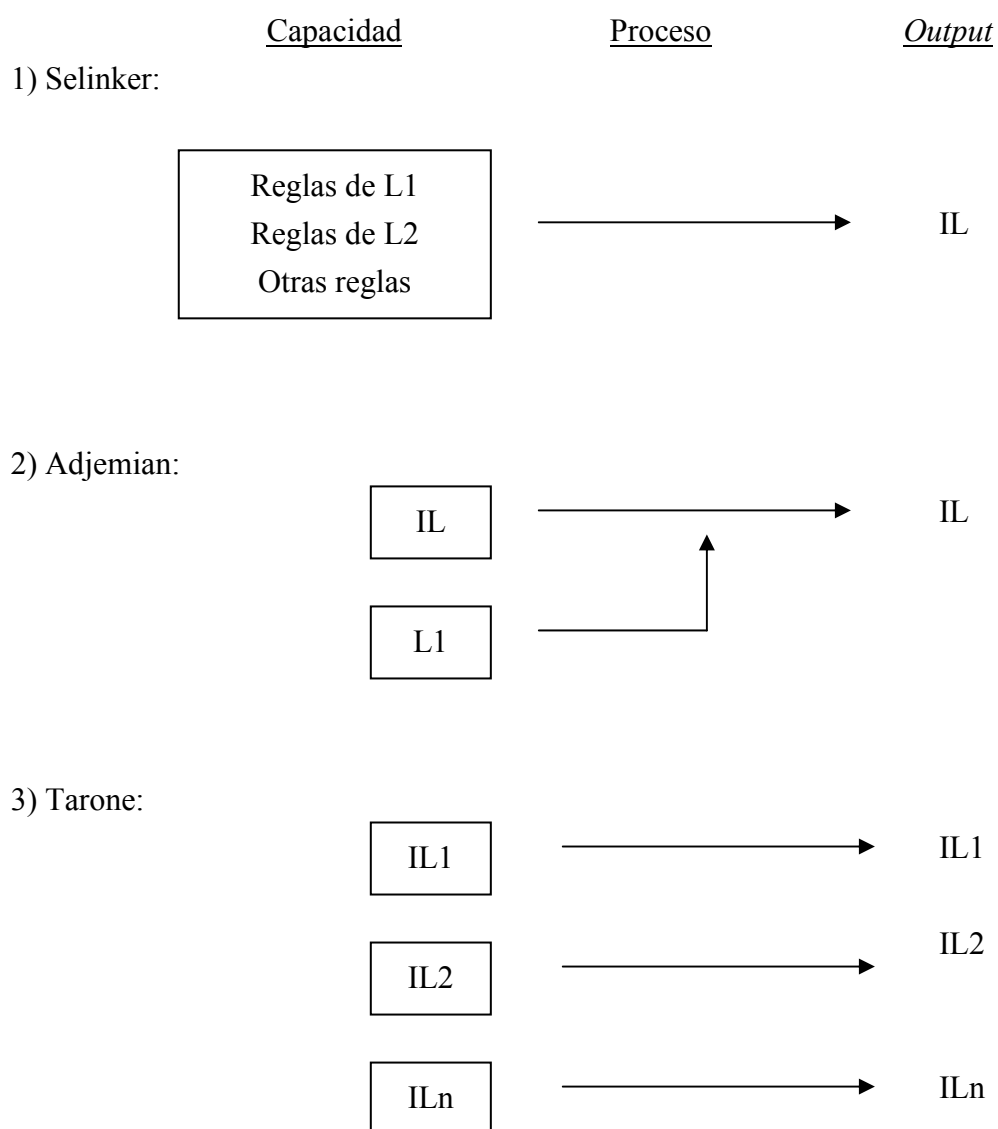 Capacidad Proceso Output
1) Selinker:
Reglas de L1
Reglas de L2
Otras reglas
IL
2) Adjemian:
IL IL
L1
3) Tarone:
IL1 IL1
IL2 IL2
ILn ILn